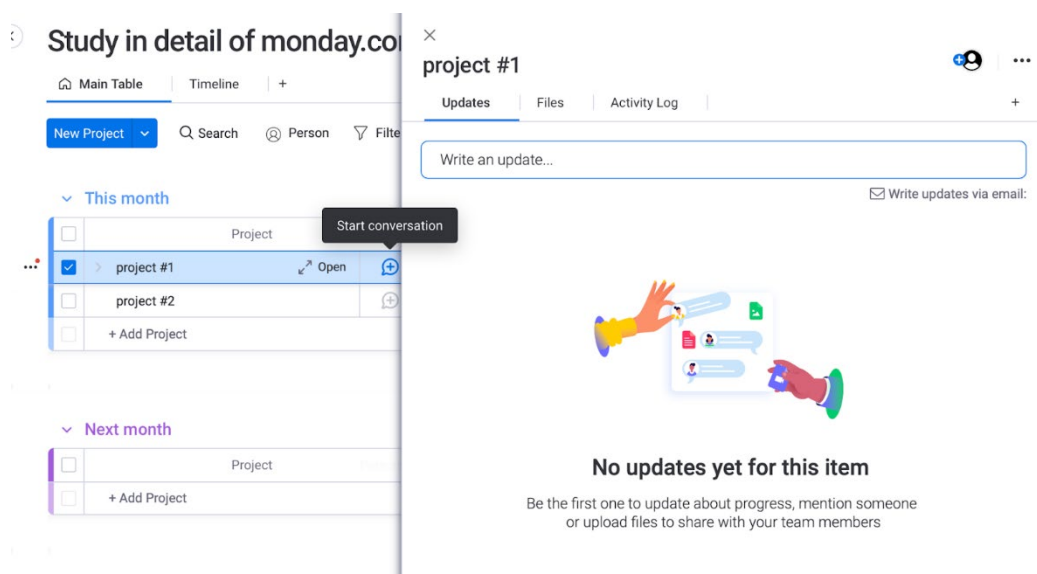 Study in detail of monday.co
Main Table
Timeline
+
New Project
Search
Person
Filte
This month
Project
Start conversation
project #1
Open
project #2
+ Add Project
Next month
Project
+ Add Project
project #1
Updates
Files
Activity Log
+
Write an update...
Write updates via email:
No updates yet for this item
Be the first one to update about progress, mention someone
or upload files to share with your team members